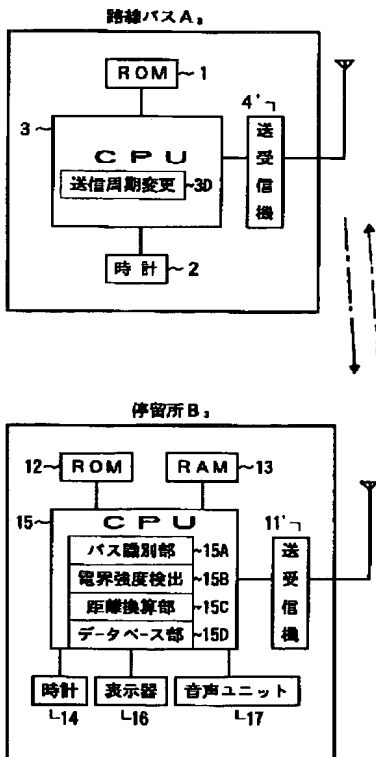 路線バスA₃
ROM ~1
4'
3~
CPU
送信周期変更 ~3D
送受信機
時計 ~2
停留所B₃
12~ ROM
RAM ~13
15~
CPU
11'
バス識別部 ~15A
電界強度検出 ~15B
距離換算部 ~15C
データベース部 ~15D
送受信機
時計
表示器
音声ユニット
14
16
17